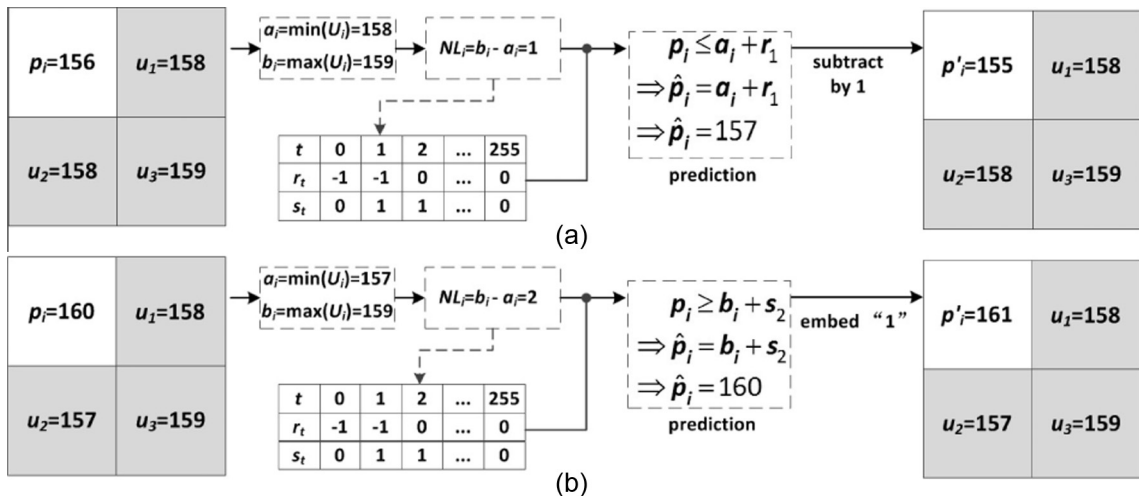 p_i=156
u_1=158
u_2=158
u_3=159
a_i=min(U_i)=158
b_i=max(U_i)=159
NL_i=b_i - a_i=1
t 0 1 2 ... 255
r_t -1 -1 0 ... 0
s_t 0 1 1 ... 0
p_i ≤ a_i + r_1
⇒ p̂_i = a_i + r_1
⇒ p̂_i = 157
prediction
subtract
by 1
p'_i=155
u_1=158
u_2=158
u_3=159
(a)
p_i=160
u_1=158
u_2=157
u_3=159
a_i=min(U_i)=157
b_i=max(U_i)=159
NL_i=b_i - a_i=2
t 0 1 2 ... 255
r_t -1 -1 0 ... 0
s_t 0 1 1 ... 0
p_i ≥ b_i + s_2
⇒ p̂_i = b_i + s_2
⇒ p̂_i = 160
prediction
embed “1”
p'_i=161
u_1=158
u_2=157
u_3=159
(b)